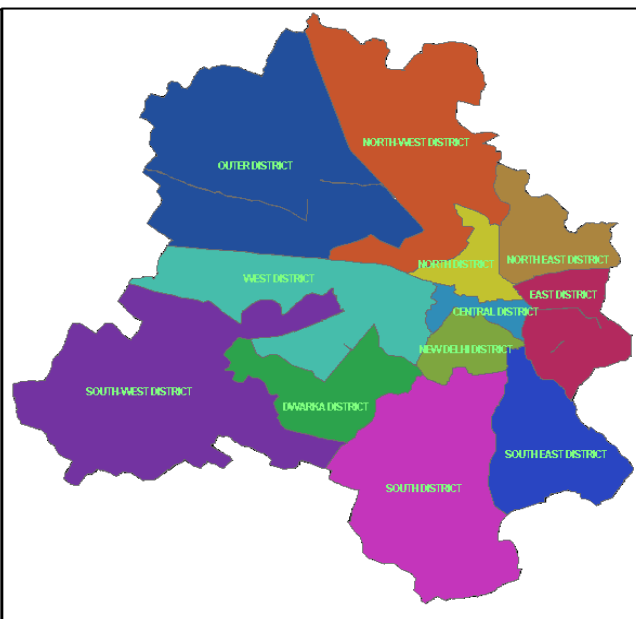 NORTH-WEST DISTRICT
OUTER DISTRICT
NORTH EAST DISTRICT
NORTH DISTRICT
WEST DISTRICT
EAST DISTRICT
CENTRAL DISTRICT
NEW DELHI DISTRICT
SOUTH-WEST DISTRICT
DWARKA DISTRICT
SOUTH EAST DISTRICT
SOUTH DISTRICT